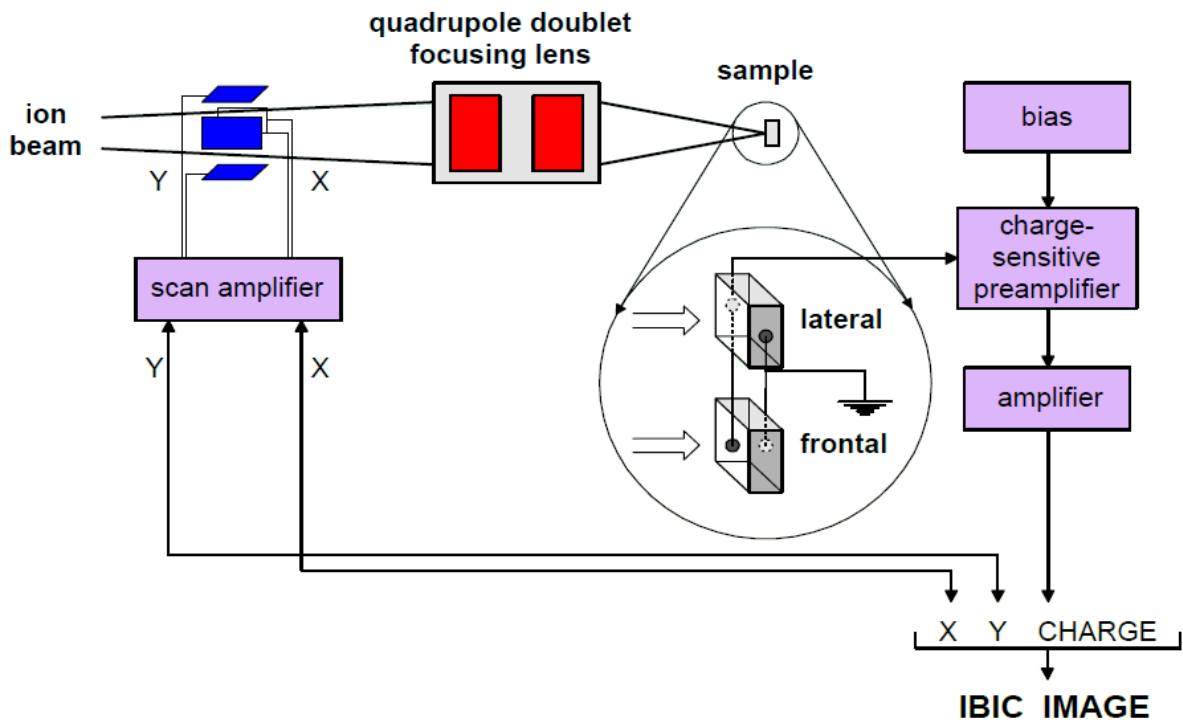 quadrupole doublet
focusing lens
sample
ion
beam
bias
Y
X
charge-
sensitive
preamplifier
scan amplifier
lateral
Y
X
amplifier
frontal
X Y CHARGE
IBIC IMAGE